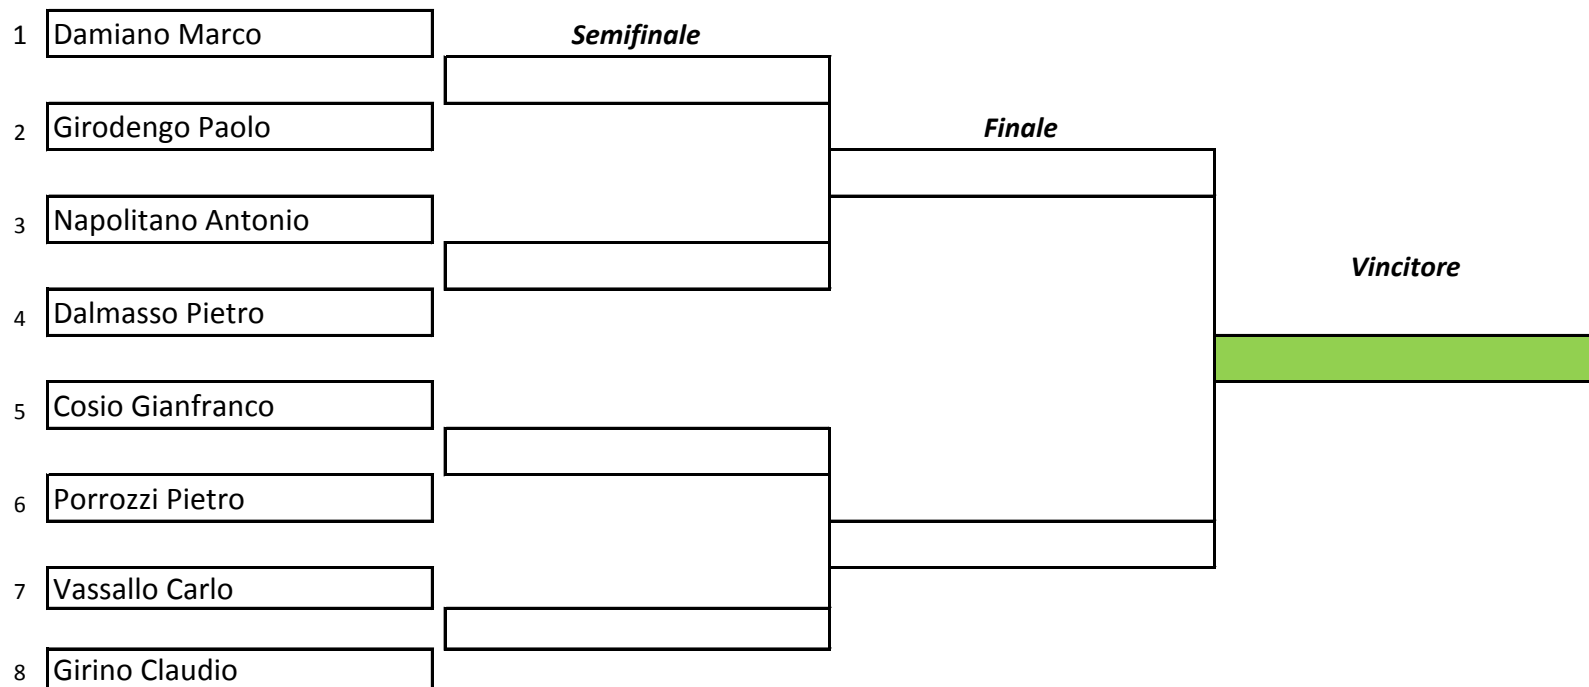 1 Damiano Marco Semifinale
2 Girodengo Paolo Finale
3 Napolitano Antonio
Vincitore
4 Dalmasso Pietro
5 Cosio Gianfranco
6 Porrozzi Pietro
7 Vassallo Carlo
8 Girino Claudio